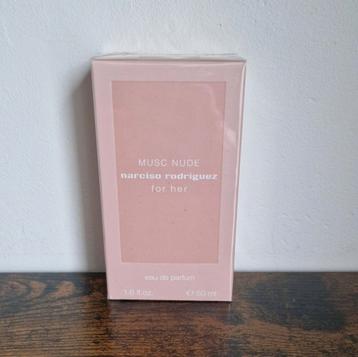 MUSC NUDE
narciso rodriguez
for her
eau de parfum
1.6 fl.oz. ℮ 50 ml